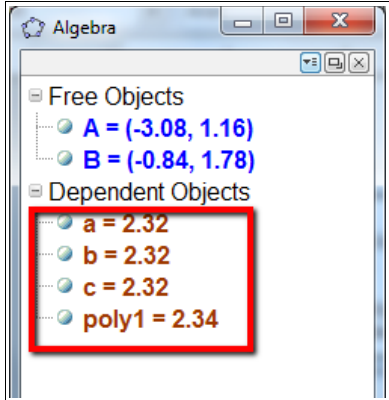 Algebra
Free Objects
A = (-3.08, 1.16)
B = (-0.84, 1.78)
Dependent Objects
a = 2.32
b = 2.32
c = 2.32
poly1 = 2.34